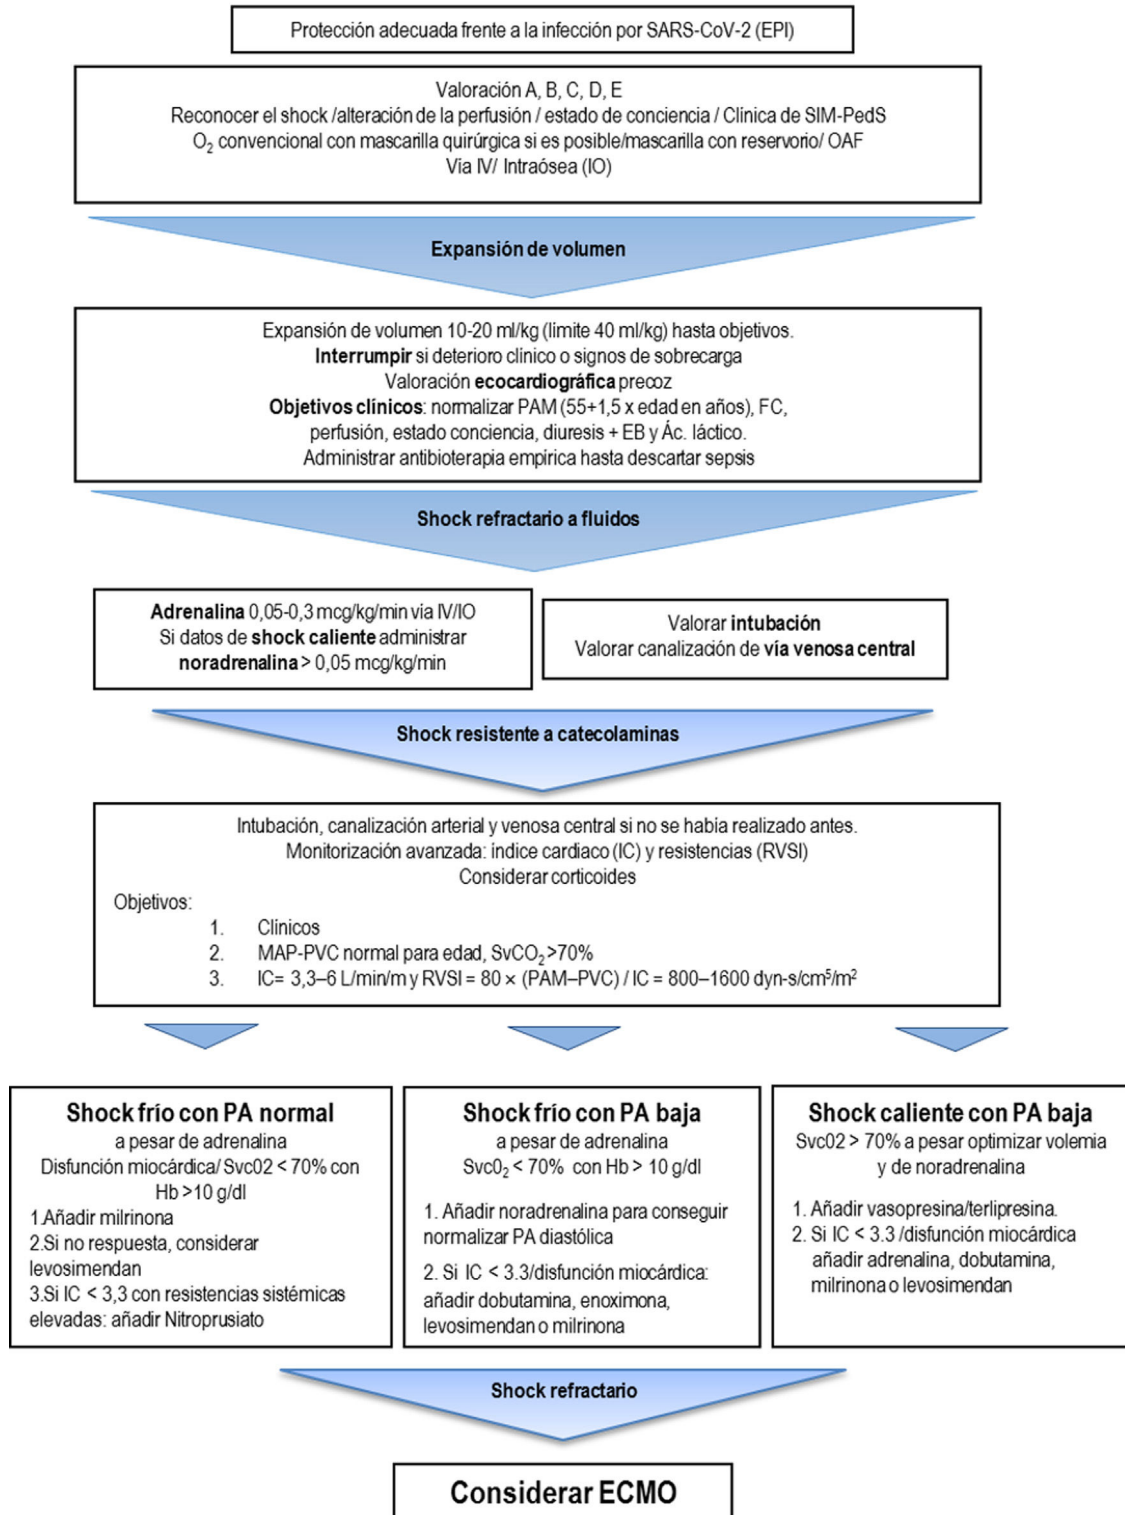 Protección adecuada frente a la infección por SARS-CoV-2 (EPI)
Valoración A, B, C, D, E
Reconocer el shock /alteración de la perfusión / estado de conciencia / Clínica de SIM-PedS
O₂ convencional con mascarilla quirúrgica si es posible/mascarilla con reservorio/ OAF
Via IV/ Intraósea (IO)
Expansión de volumen
Expansión de volumen 10-20 ml/kg (limite 40 ml/kg) hasta objetivos.
Interrumpir si deterioro clínico o signos de sobrecarga
Valoración ecocardiográfica precoz
Objetivos clínicos: normalizar PAM (55+1,5 x edad en años), FC,
perfusión, estado conciencia, diuresis + EB y Ác. láctico.
Administrar antibioterapia empírica hasta descartar sepsis
Shock refractario a fluidos
Adrenalina 0,05-0,3 mcg/kg/min via IV/IO
Si datos de shock caliente administrar
noradrenalina > 0,05 mcg/kg/min
Valorar intubación
Valorar canalización de vía venosa central
Shock resistente a catecolaminas
Intubación, canalización arterial y venosa central si no se había realizado antes.
Monitorización avanzada: índice cardiaco (IC) y resistencias (RVSI)
Considerar corticoides
Objetivos:
1. Clínicos
2. MAP-PVC normal para edad, SvCO₂ >70%
3. IC= 3,3–6 L/min/m y RVSI = 80 × (PAM–PVC) / IC = 800–1600 dyn-s/cm⁵/m²
Shock frío con PA normal
a pesar de adrenalina
Disfunción miocárdica/ Svc02 < 70% con
Hb >10 g/dl
1.Añadir milrinona
2.Si no respuesta, considerar
levosimendan
3.Si IC < 3,3 con resistencias sistémicas
elevadas: añadir Nitroprusiato
Shock frío con PA baja
a pesar de adrenalina
Svc0₂ < 70% con Hb > 10 g/dl
1. Añadir noradrenalina para conseguir
normalizar PA diastólica
2. Si IC < 3.3/disfunción miocárdica:
añadir dobutamina, enoximona,
levosimendan o milrinona
Shock caliente con PA baja
Svc02 > 70% a pesar optimizar volemia
y de noradrenalina
1. Añadir vasopresina/terlipresina.
2. Si IC < 3.3 /disfunción miocárdica
añadir adrenalina, dobutamina,
milrinona o levosimendan
Shock refractario
Considerar ECMO